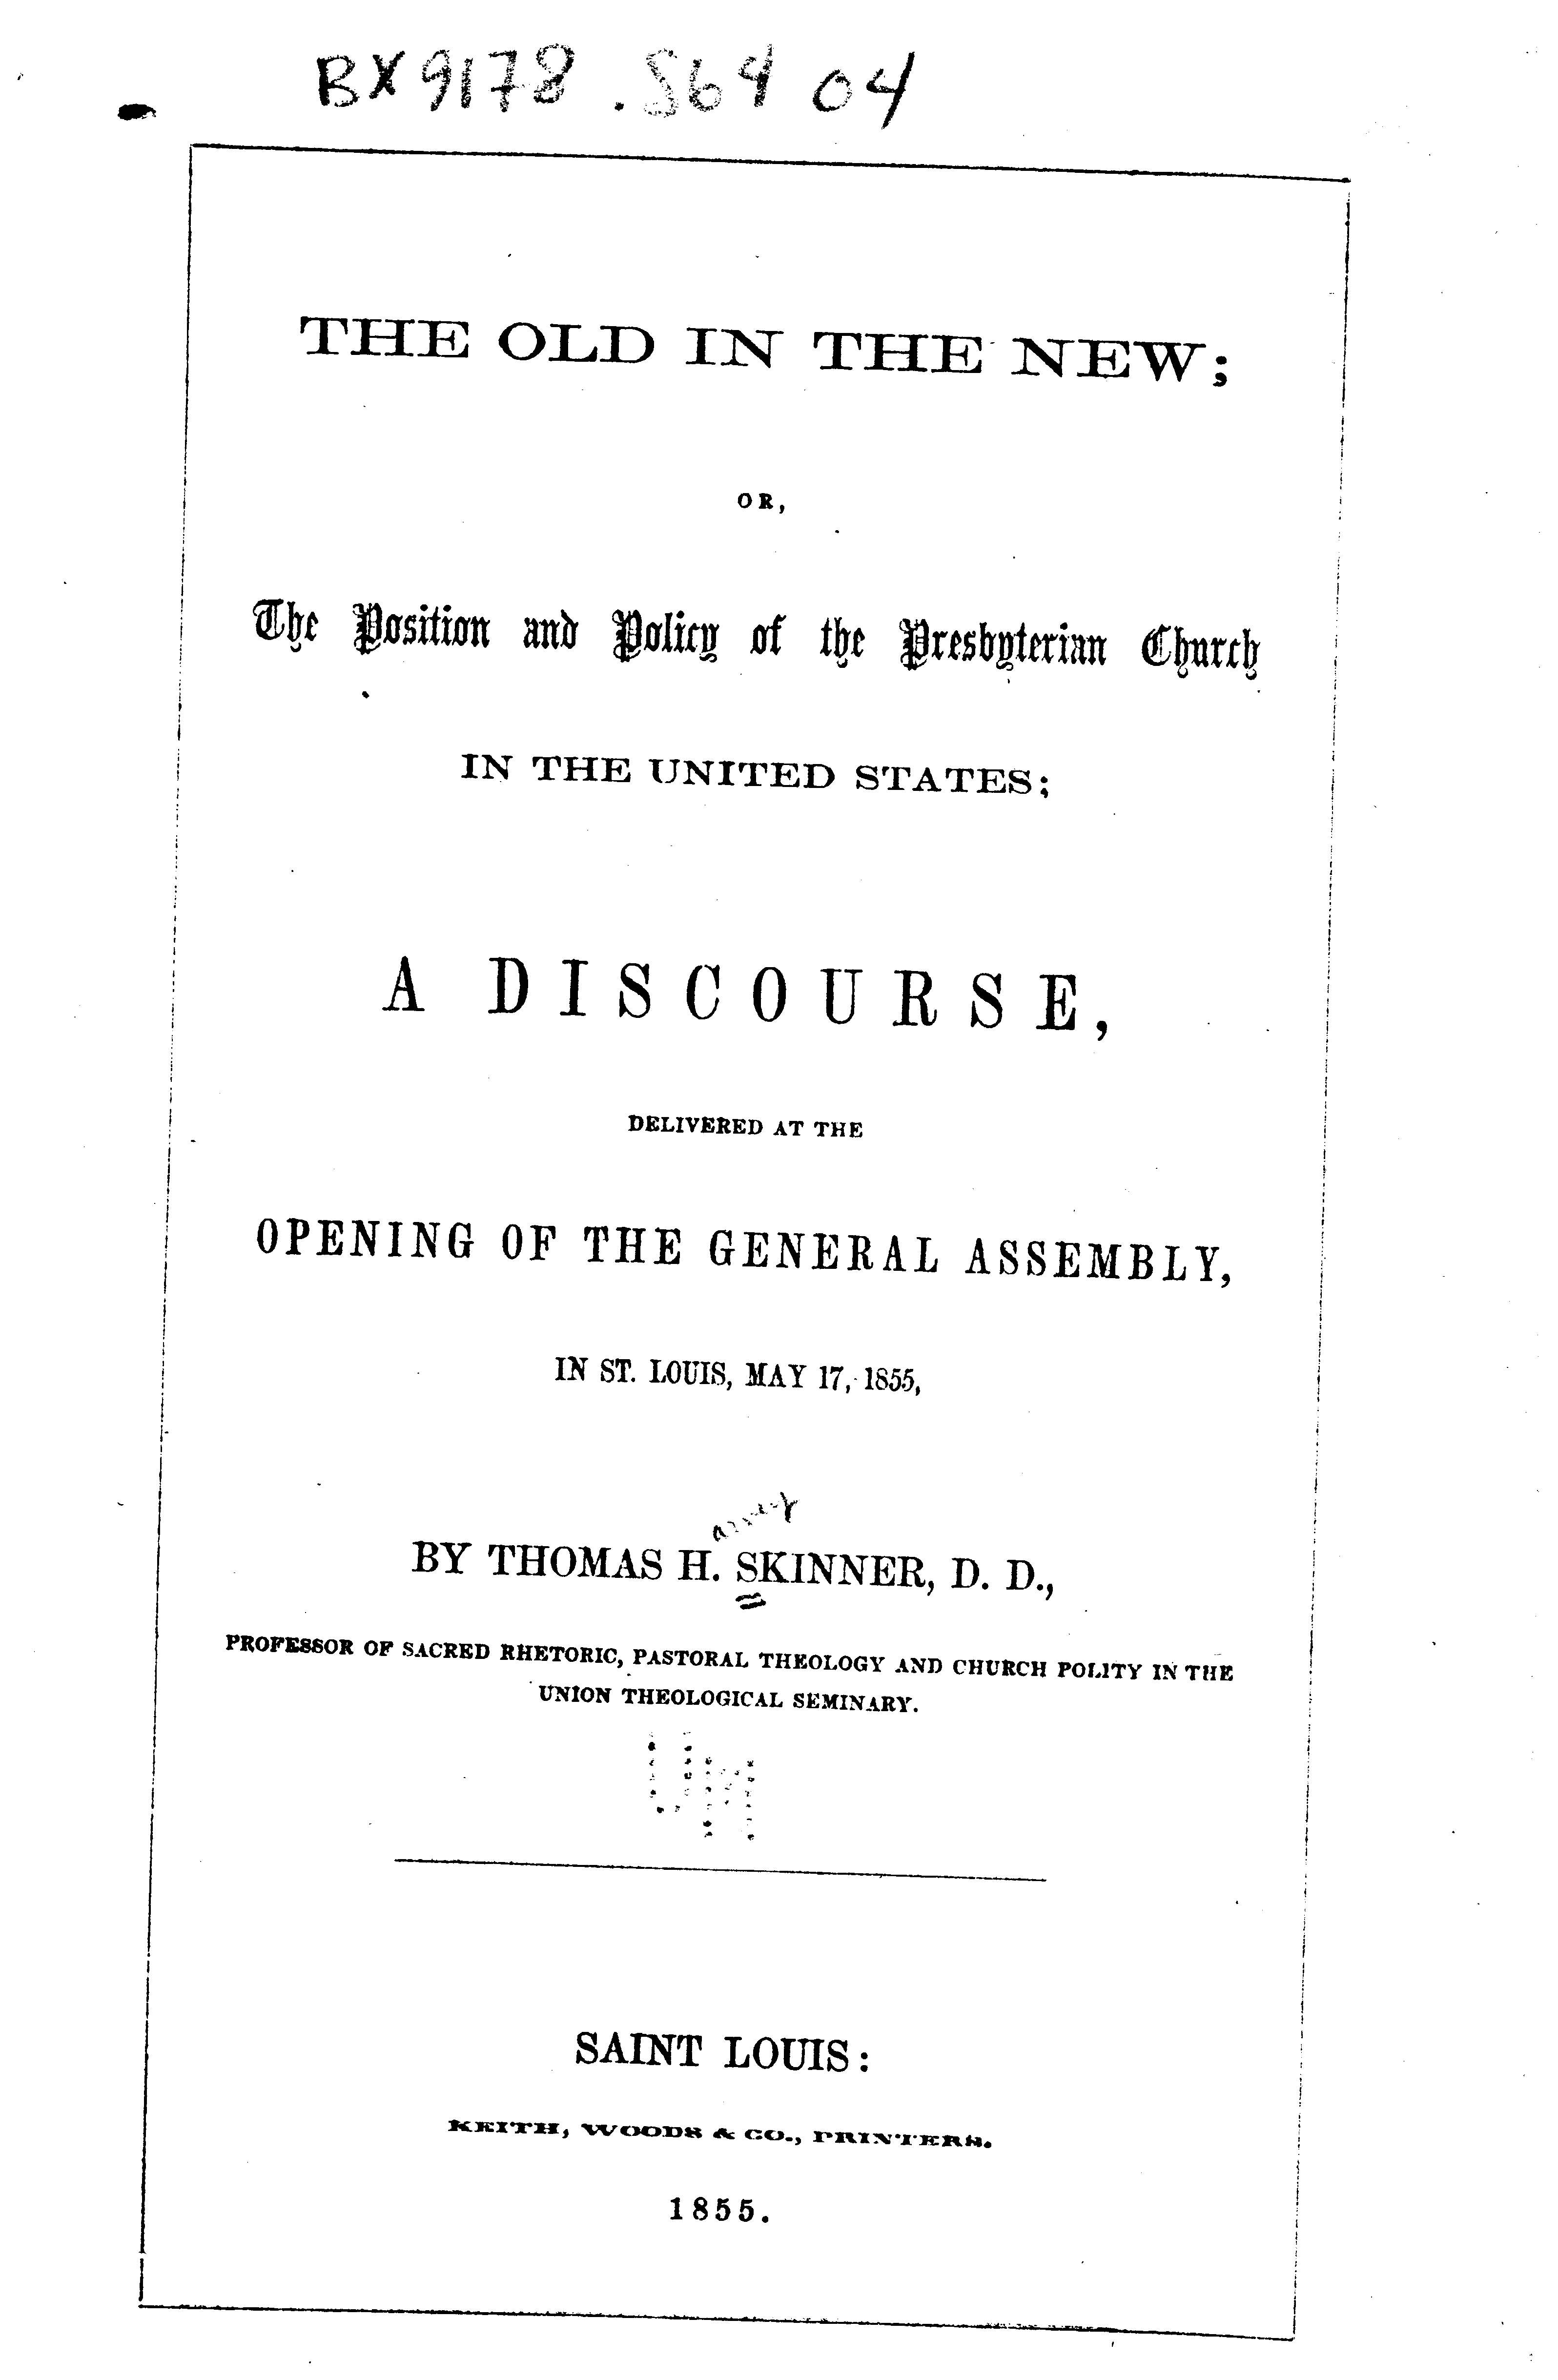 BX9178 .S64 O4
THE OLD IN THE NEW;
OR,
The Position and Policy of the Presbyterian Church
IN THE UNITED STATES;
A DISCOURSE,
DELIVERED AT THE
OPENING OF THE GENERAL ASSEMBLY,
IN ST. LOUIS, MAY 17, 1855,
BY THOMAS H. SKINNER, D. D.,
PROFESSOR OF SACRED RHETORIC, PASTORAL THEOLOGY AND CHURCH POLITY IN THE
UNION THEOLOGICAL SEMINARY.
SAINT LOUIS:
KEITH, WOODS & CO., PRINTERS.
1855.